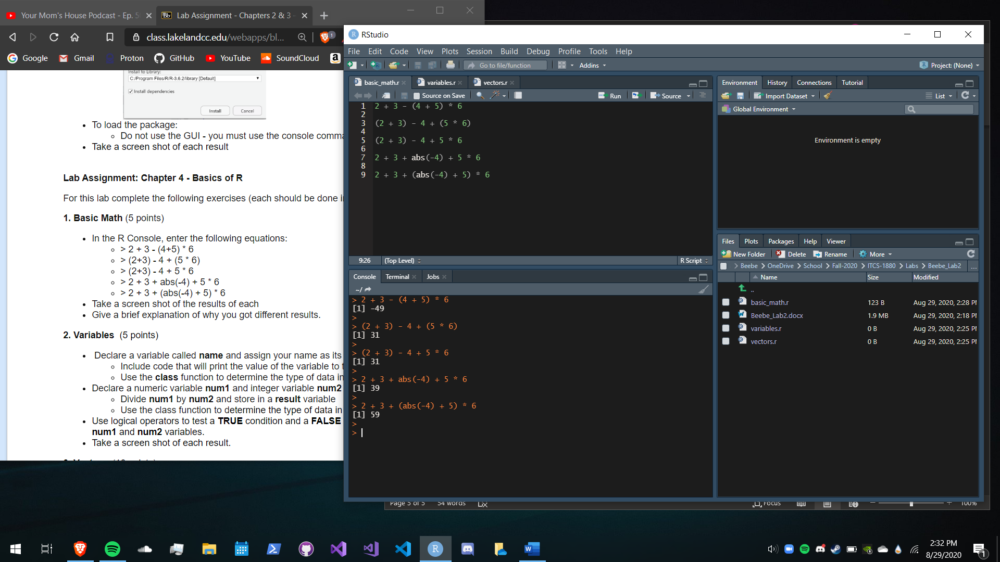 Your Mom's House Podcast - Ep. 5
Lab Assignment - Chapters 2 & 3 -
class.lakelandcc.edu/webapps/bl...
1
Google
Gmail
Proton
GitHub
YouTube
SoundCloud
Install to Library:
C:/Program Files/R/R-3.6.2/library [Default]
Install dependencies
Install
Cancel
• To load the package:
◦ Do not use the GUI - you must use the console comma
• Take a screen shot of each result
Lab Assignment: Chapter 4 - Basics of R
For this lab complete the following exercises (each should be done i
1. Basic Math (5 points)
• In the R Console, enter the following equations:
◦ > 2 + 3 - (4+5) * 6
◦ > (2+3) - 4 + (5 * 6)
◦ > (2+3) - 4 + 5 * 6
◦ > 2 + 3 + abs(-4) + 5 * 6
◦ > 2 + 3 + (abs(-4) + 5) * 6
• Take a screen shot of the results of each
• Give a brief explanation of why you got different results.
2. Variables (5 points)
• Declare a variable called name and assign your name as its
◦ Include code that will print the value of the variable to t
◦ Use the class function to determine the type of data in
• Declare a numeric variable num1 and integer variable num2
◦ Divide num1 by num2 and store in a result variable
◦ Use the class function to determine the type of data in
• Use logical operators to test a TRUE condition and a FALSE
num1 and num2 variables.
• Take a screen shot of each result.
RStudio
File Edit Code View Plots Session Build Debug Profile Tools Help
Go to file/function
Addins
Project: (None)
basic_math.r
variables.r
vectors.r
Source on Save
Run
Source
1 2 + 3 - (4 + 5) * 6
2
3 (2 + 3) - 4 + (5 * 6)
4
5 (2 + 3) - 4 + 5 * 6
6
7 2 + 3 + abs(-4) + 5 * 6
8
9 2 + 3 + (abs(-4) + 5) * 6
9:26
(Top Level)
R Script
Console
Terminal
Jobs
~/
> 2 + 3 - (4 + 5) * 6
[1] -49
>
> (2 + 3) - 4 + (5 * 6)
[1] 31
>
> (2 + 3) - 4 + 5 * 6
[1] 31
>
> 2 + 3 + abs(-4) + 5 * 6
[1] 39
>
> 2 + 3 + (abs(-4) + 5) * 6
[1] 59
>
>
Environment
History
Connections
Tutorial
Import Dataset
List
Global Environment
Environment is empty
Files
Plots
Packages
Help
Viewer
New Folder
Delete
Rename
More
Beebe > OneDrive > School > Fall-2020 > ITCS-1880 > Labs > Beebe_Lab2 ...
Name Size Modified
..
basic_math.r 123 B Aug 29, 2020, 2:28 P
Beebe_Lab2.docx 1.9 MB Aug 29, 2020, 2:18 P
variables.r 0 B Aug 29, 2020, 2:25 P
vectors.r 0 B Aug 29, 2020, 2:25 P
Page 5 of 5
54 words
Focus
100%
2:32 PM
8/29/2020
1